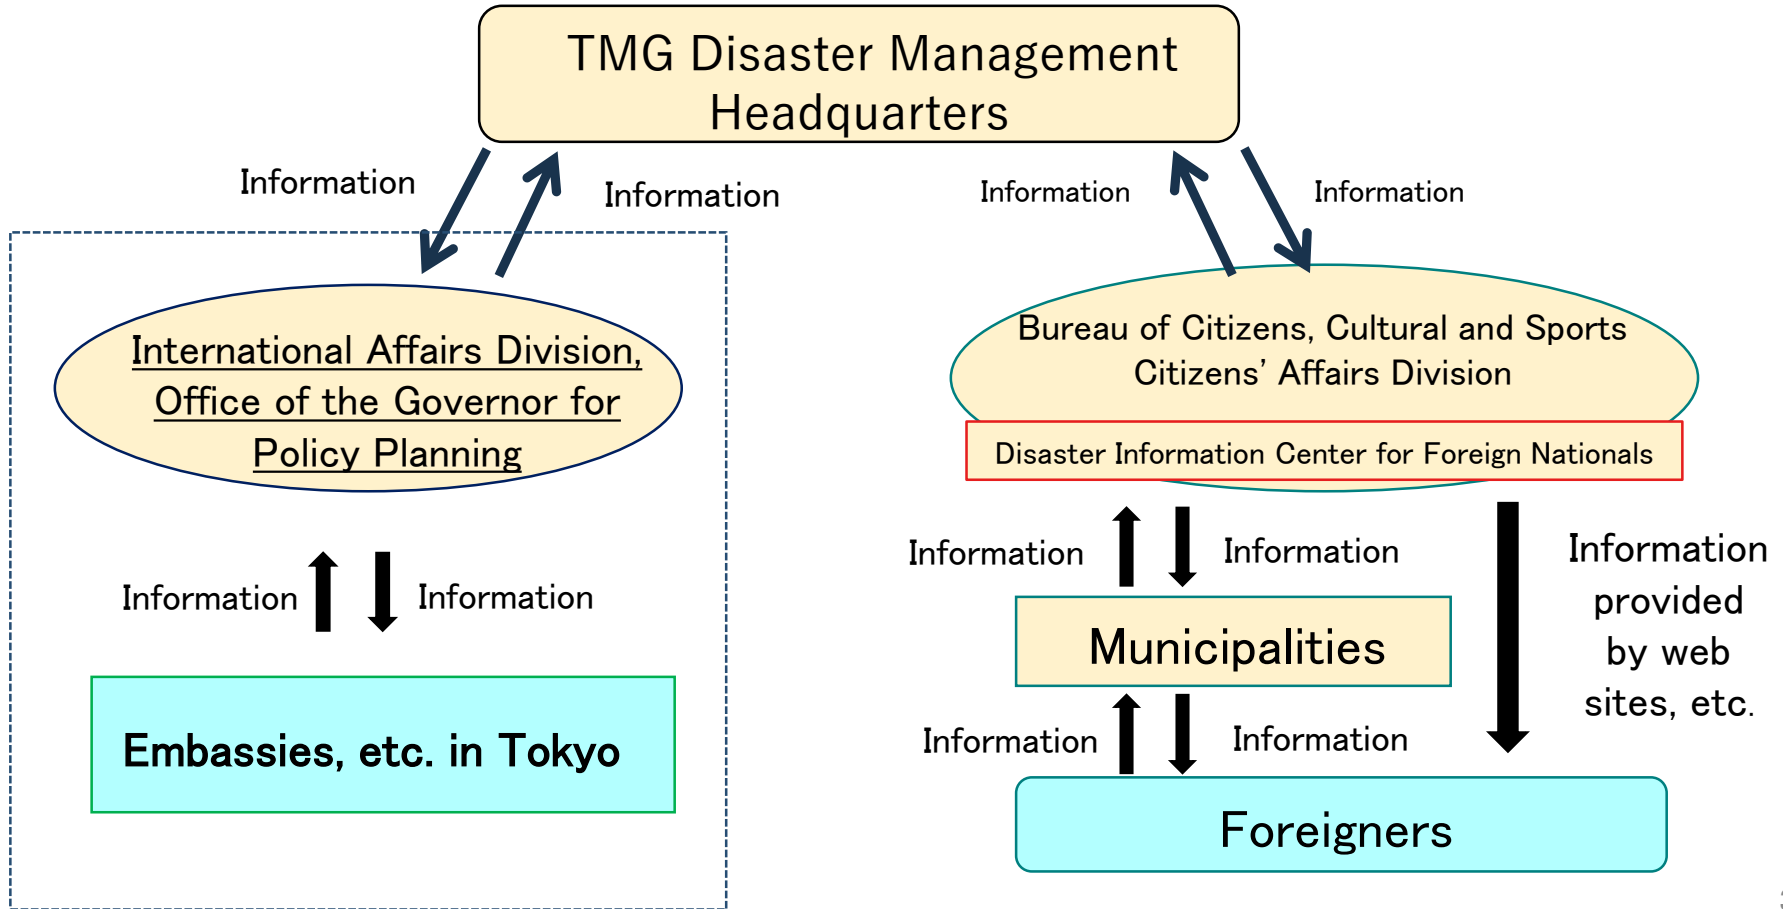 TMG Disaster Management
Headquarters
Information
Information
Information
Information
International Affairs Division,
Office of the Governor for
Policy Planning
Information
Information
Embassies, etc. in Tokyo
Bureau of Citizens, Cultural and Sports
Citizens’ Affairs Division
Disaster Information Center for Foreign Nationals
Information
Information
Information
provided
by web
sites, etc.
Municipalities
Information
Information
Foreigners